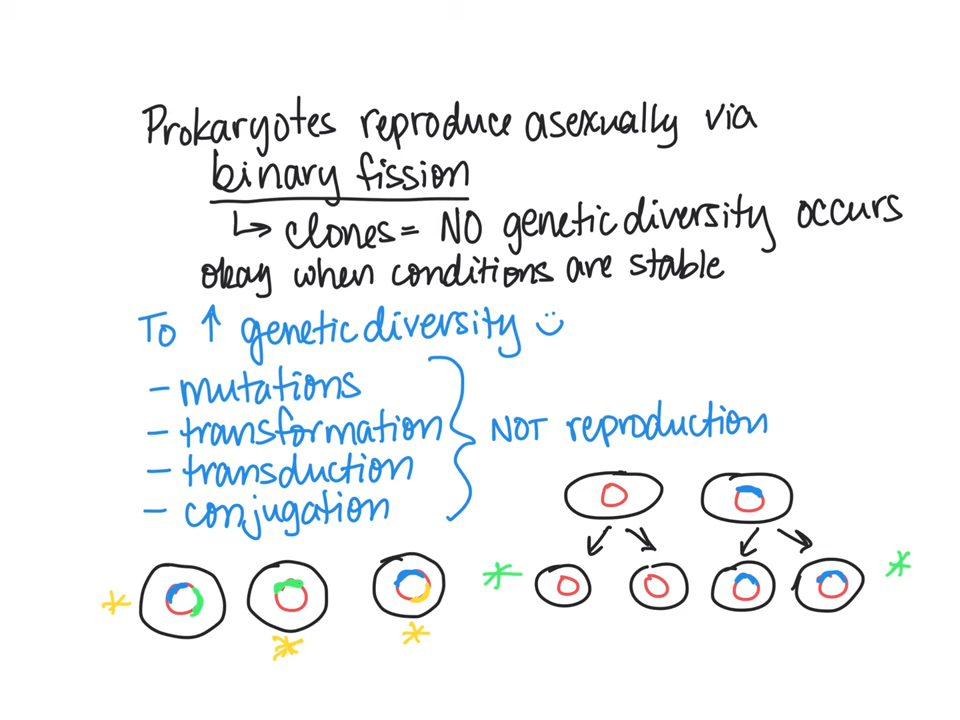 Prokaryotes reproduce asexually via
binary fission
↳ clones = NO genetic diversity occurs
okay when conditions are stable
To ↑ genetic diversity :)
- mutations
- transformation
- transduction
- conjugation
NOT reproduction